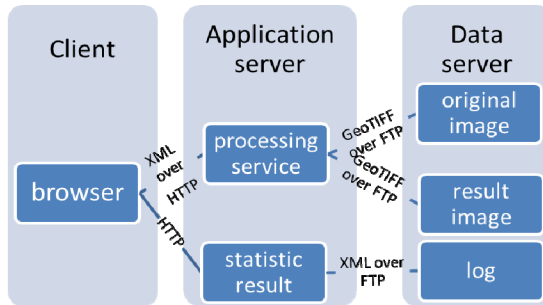 Client
Application
server
Data
server
browser
XML
over
HTTP
HTTP
processing
service
statistic
result
GeoTIFF
over FTP
GeoTIFF
over FTP
XML over
FTP
original
image
result
image
log